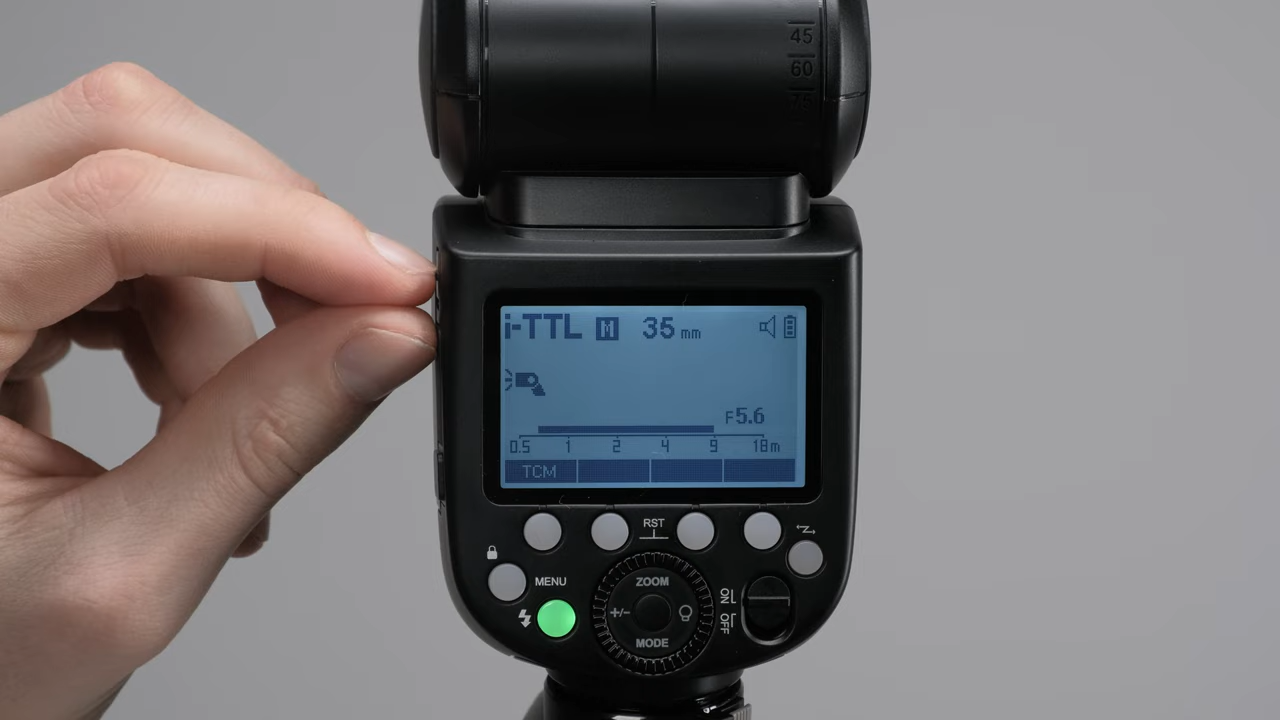 45
60
75
i-TTL M 35 mm
F5.6
0.5 1 2 4 9 18m
TCM
RST
MENU
ZOOM
+/-
MODE
ON
OFF